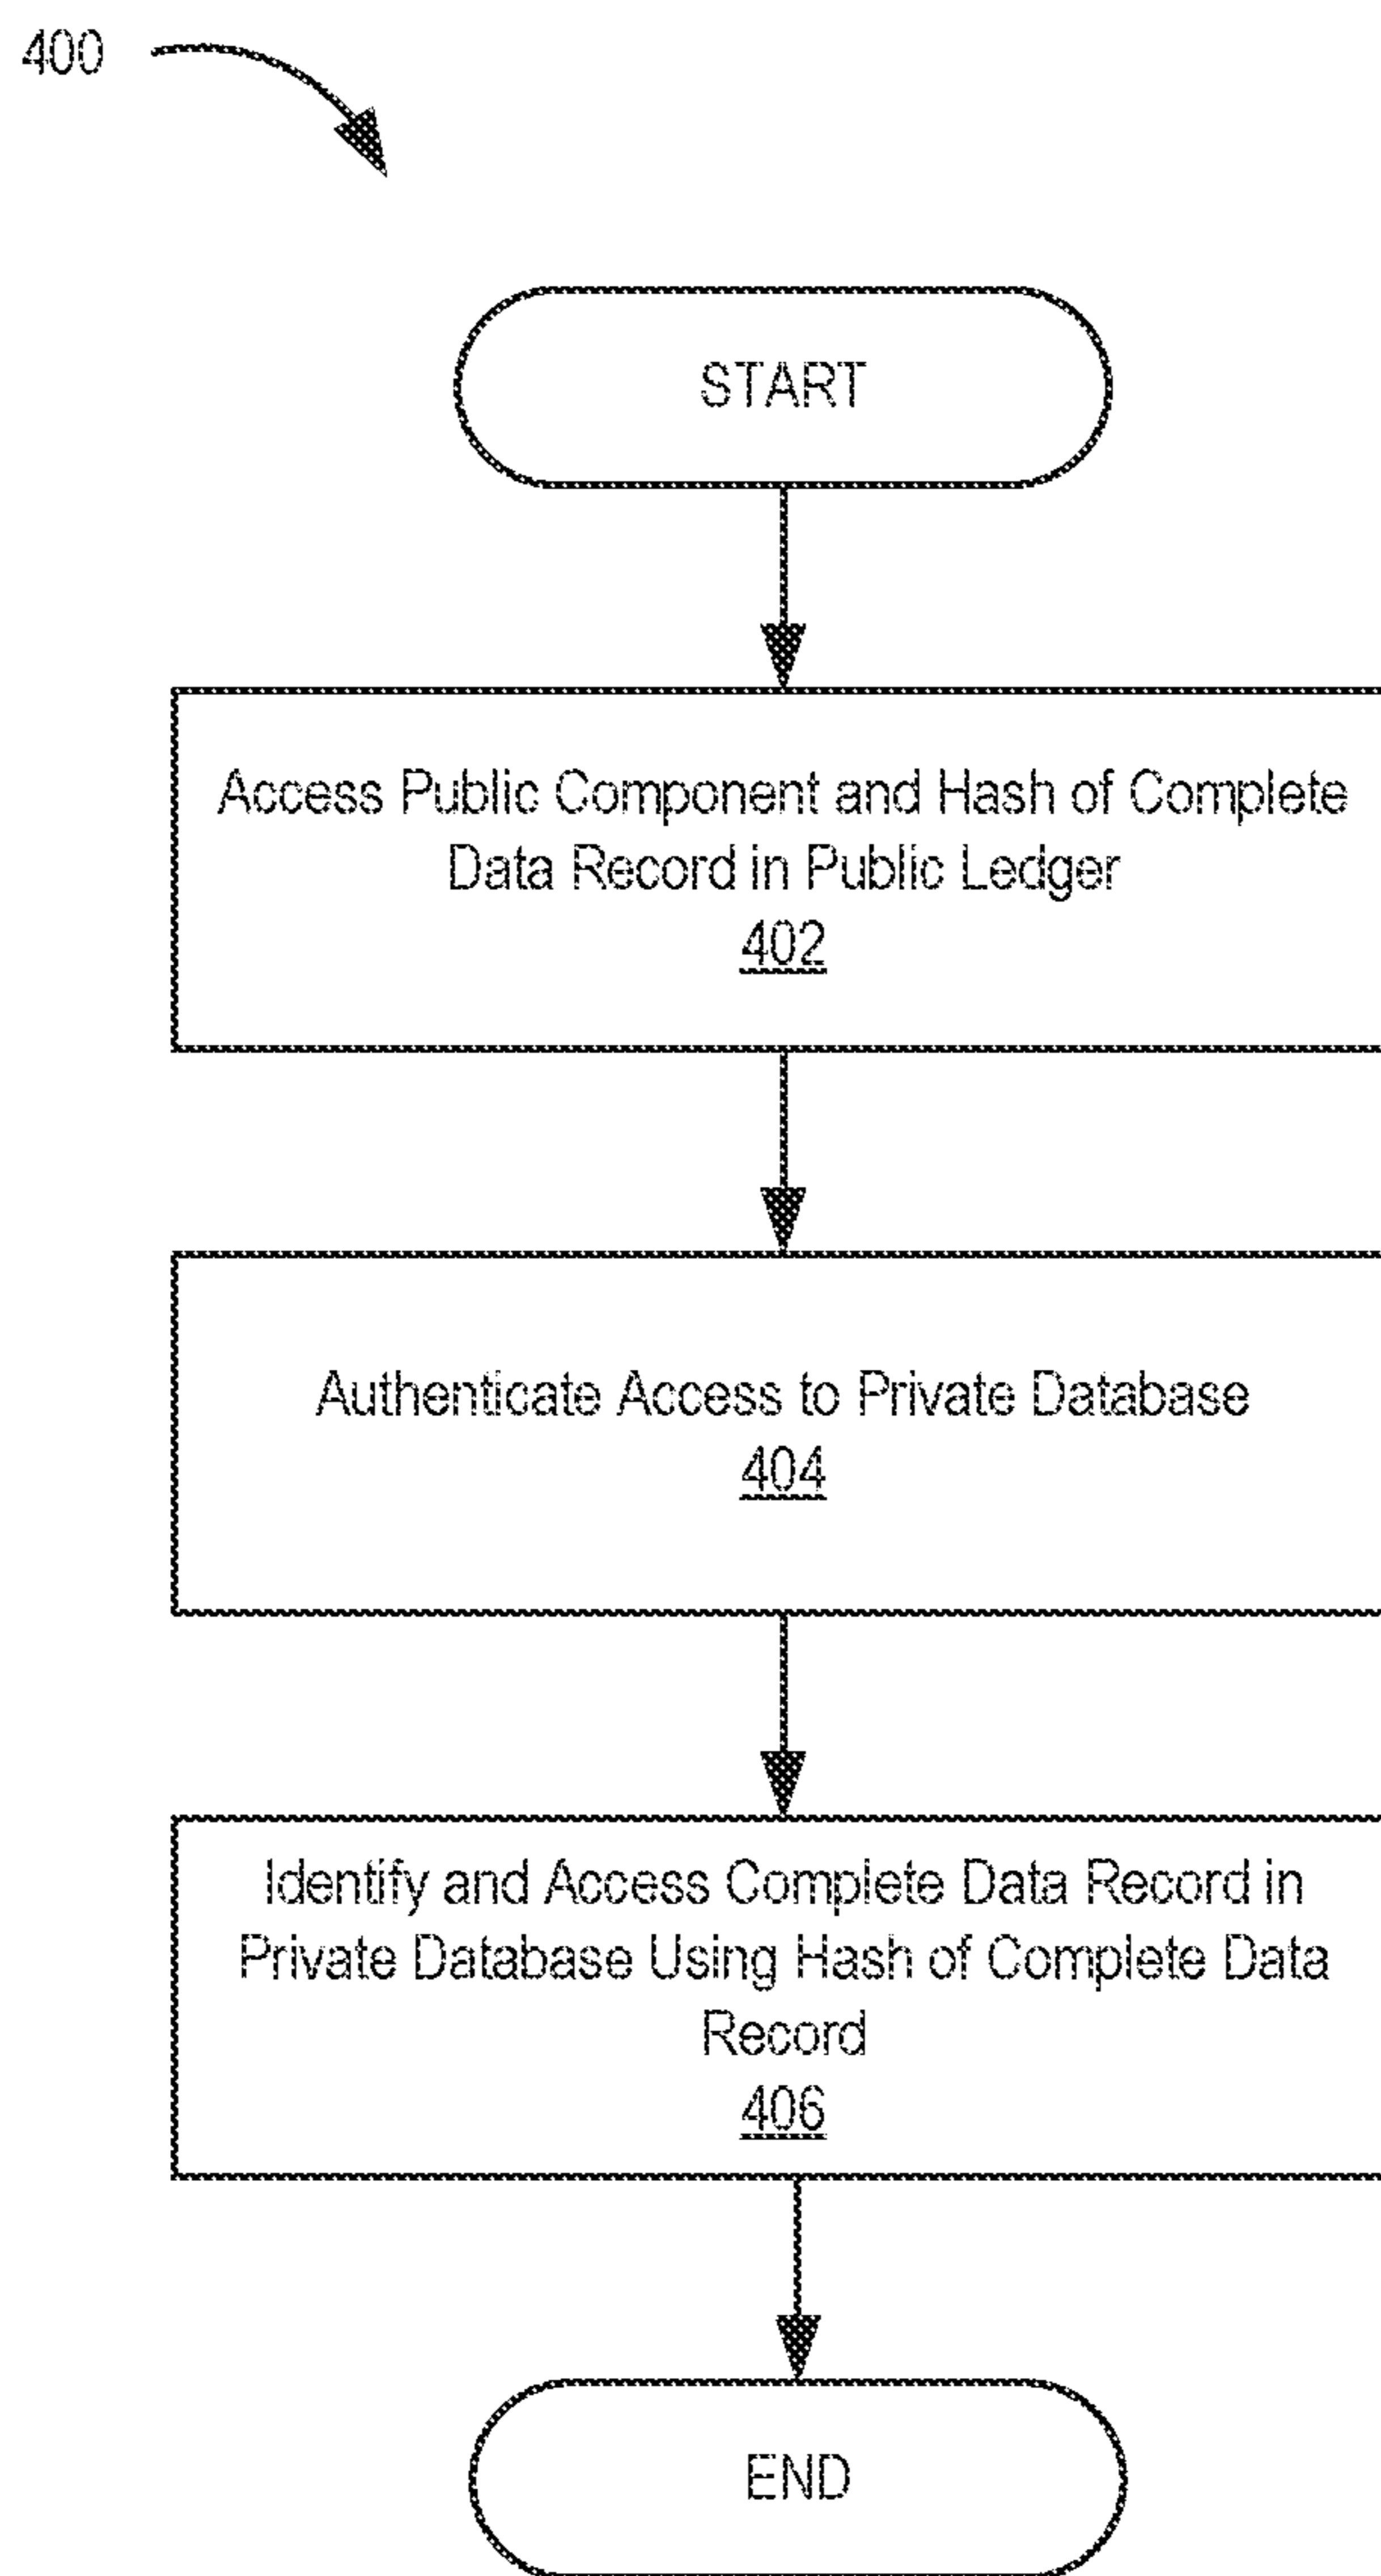 400
START
Access Public Component and Hash of Complete
Data Record in Public Ledger
402
Authenticate Access to Private Database
404
Identify and Access Complete Data Record in
Private Database Using Hash of Complete Data
Record
406
END